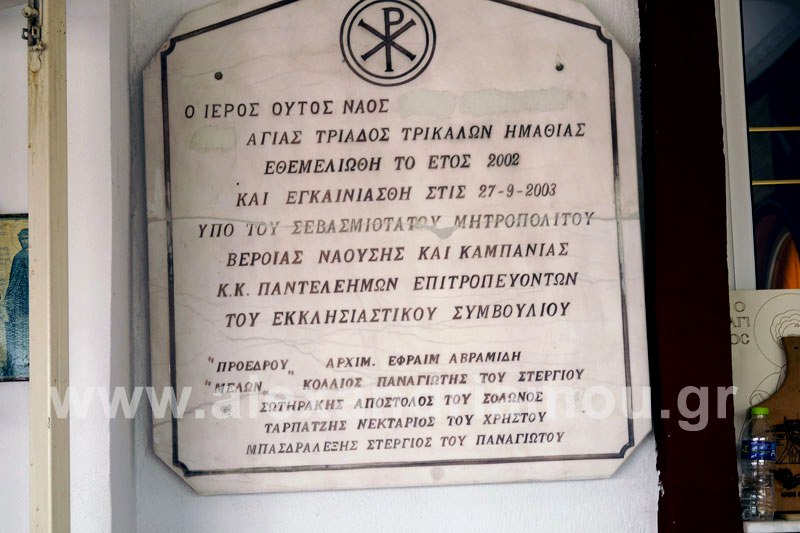 Ο ΙΕΡΟΣ ΟΥΤΟΣ ΝΑΟΣ
ΑΓΙΑΣ ΤΡΙΑΔΟΣ ΤΡΙΚΑΛΩΝ ΗΜΑΘΙΑΣ
ΕΘΕΜΕΛΙΩΘΗ ΤΟ ΕΤΟΣ 2002
ΚΑΙ ΕΓΚΑΙΝΙΑΣΘΗ ΣΤΙΣ 27-9-2003
ΥΠΟ ΤΟΥ ΣΕΒΑΣΜΙΟΤΑΤΟΥ ΜΗΤΡΟΠΟΛΙΤΟΥ
ΒΕΡΟΙΑΣ ΝΑΟΥΣΗΣ ΚΑΙ ΚΑΜΠΑΝΙΑΣ
Κ.Κ. ΠΑΝΤΕΛΕΗΜΩΝ ΕΠΙΤΡΟΠΕΥΟΝΤΩΝ
ΤΟΥ ΕΚΚΛΗΣΙΑΣΤΙΚΟΥ ΣΥΜΒΟΥΛΙΟΥ
"ΠΡΟΕΔΡΟΥ" ΑΡΧΙΜ. ΕΦΡΑΙΜ ΑΒΡΑΜΙΔΗ
"ΜΕΛΩΝ" ΚΟΛΛΙΟΣ ΠΑΝΑΓΙΩΤΗΣ ΤΟΥ ΣΤΕΡΓΙΟΥ
ΣΩΤΗΡΑΚΗΣ ΑΠΟΣΤΟΛΟΣ ΤΟΥ ΣΟΛΩΝΟΣ
ΤΑΡΠΑΤΖΗΣ ΝΕΚΤΑΡΙΟΣ ΤΟΥ ΧΡΗΣΤΟΥ
ΜΠΑΣΔΡΑΛΕΞΗΣ ΣΤΕΡΓΙΟΣ ΤΟΥ ΠΑΝΑΓΙΩΤΟΥ